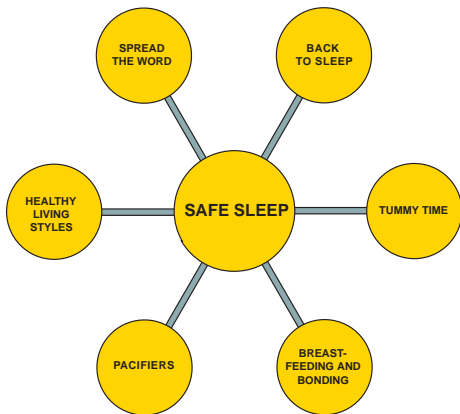 SPREAD
THE WORD
BACK
TO SLEEP
HEALTHY
LIVING
STYLES
SAFE SLEEP
TUMMY TIME
PACIFIERS
BREAST-
FEEDING AND
BONDING